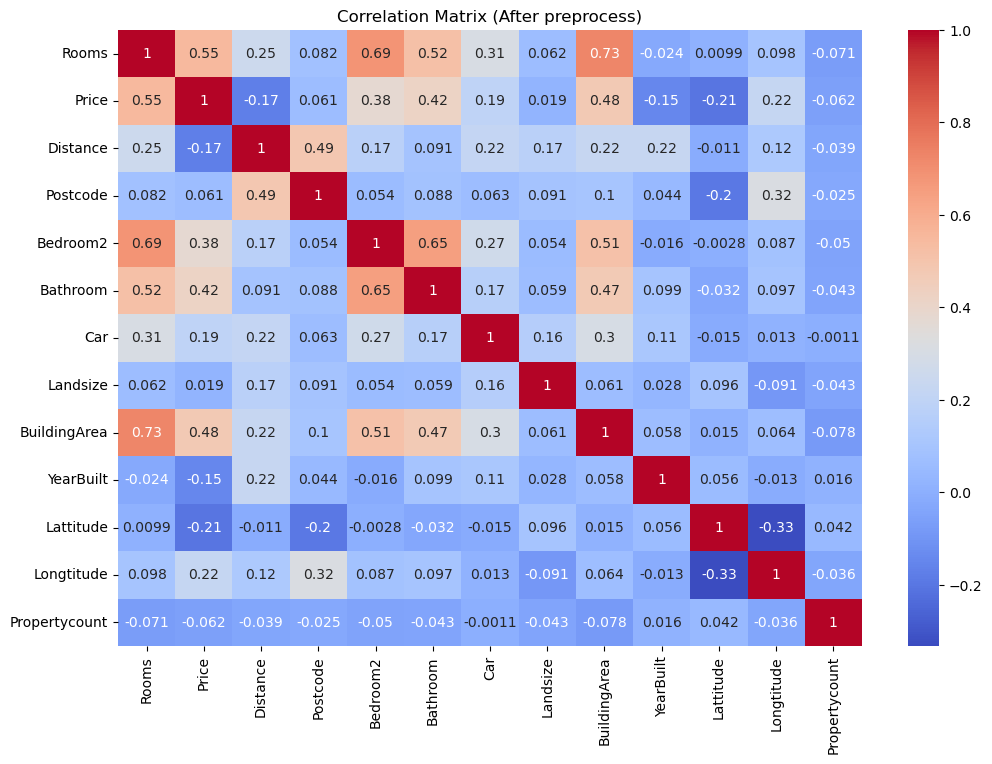 Correlation Matrix (After preprocess)
Rooms 1 0.55 0.25 0.082 0.69 0.52 0.31 0.062 0.73 -0.024 0.0099 0.098 -0.071
Price 0.55 1 -0.17 0.061 0.38 0.42 0.19 0.019 0.48 -0.15 -0.21 0.22 -0.062
Distance 0.25 -0.17 1 0.49 0.17 0.091 0.22 0.17 0.22 0.22 -0.011 0.12 -0.039
Postcode 0.082 0.061 0.49 1 0.054 0.088 0.063 0.091 0.1 0.044 -0.2 0.32 -0.025
Bedroom2 0.69 0.38 0.17 0.054 1 0.65 0.27 0.054 0.51 -0.016 -0.0028 0.087 -0.05
Bathroom 0.52 0.42 0.091 0.088 0.65 1 0.17 0.059 0.47 0.099 -0.032 0.097 -0.043
Car 0.31 0.19 0.22 0.063 0.27 0.17 1 0.16 0.3 0.11 -0.015 0.013 -0.0011
Landsize 0.062 0.019 0.17 0.091 0.054 0.059 0.16 1 0.061 0.028 0.096 -0.091 -0.043
BuildingArea 0.73 0.48 0.22 0.1 0.51 0.47 0.3 0.061 1 0.058 0.015 0.064 -0.078
YearBuilt -0.024 -0.15 0.22 0.044 -0.016 0.099 0.11 0.028 0.058 1 0.056 -0.013 0.016
Lattitude 0.0099 -0.21 -0.011 -0.2 -0.0028 -0.032 -0.015 0.096 0.015 0.056 1 -0.33 0.042
Longtitude 0.098 0.22 0.12 0.32 0.087 0.097 0.013 -0.091 0.064 -0.013 -0.33 1 -0.036
Propertycount -0.071 -0.062 -0.039 -0.025 -0.05 -0.043 -0.0011 -0.043 -0.078 0.016 0.042 -0.036 1
Rooms
Price
Distance
Postcode
Bedroom2
Bathroom
Car
Landsize
BuildingArea
YearBuilt
Lattitude
Longtitude
Propertycount
1.0
0.8
0.6
0.4
0.2
0.0
−0.2